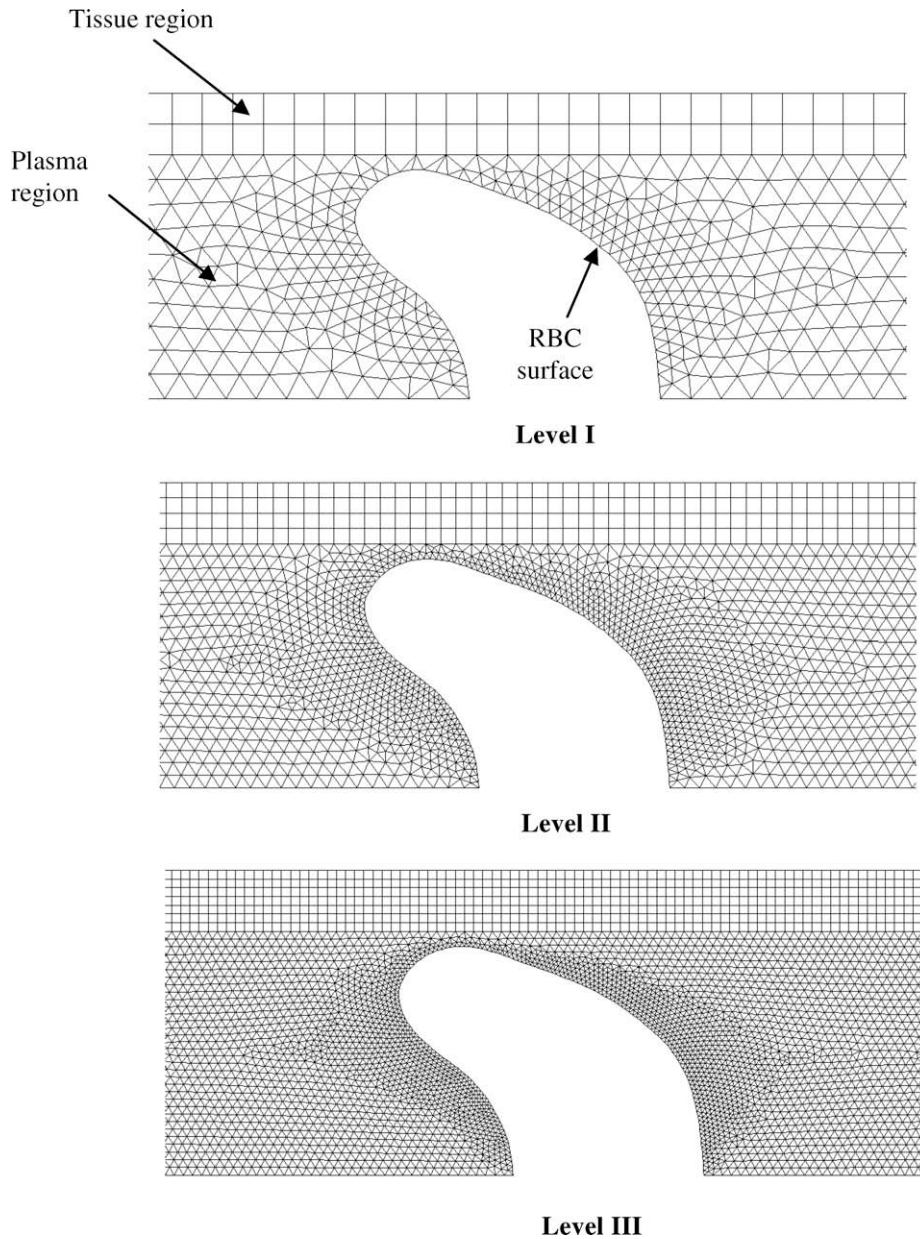 Tissue region
Plasma
region
RBC
surface
Level I
Level II
Level III